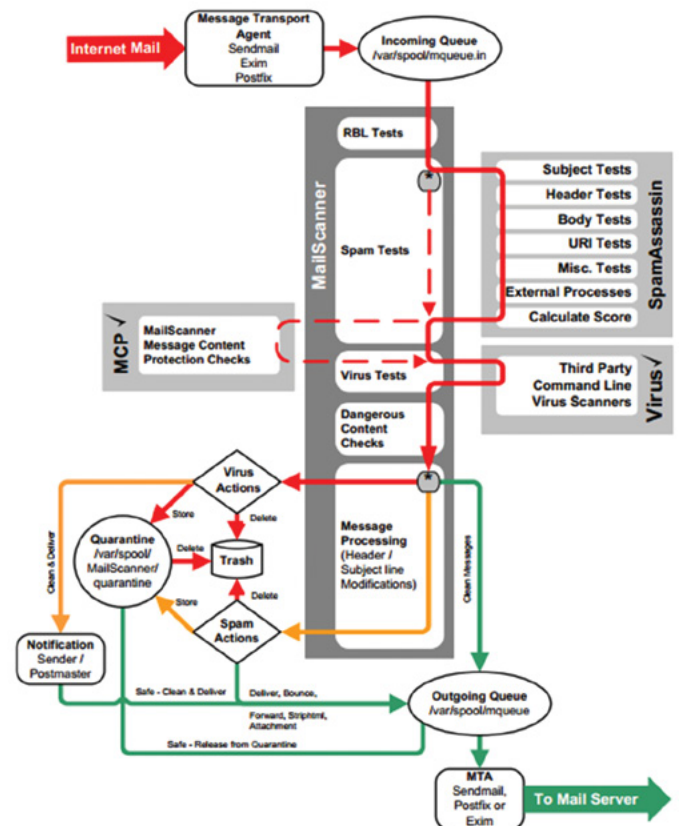 Message Transport
Agent
Sendmail
Exim
Postfix
Internet Mail
Incoming Queue
/var/spool/mqueue.in
MailScanner
RBL Tests
*
Spam Tests
Subject Tests
Header Tests
Body Tests
URI Tests
Misc. Tests
External Processes
Calculate Score
SpamAssassin
MCP ✓
MailScanner
Message Content
Protection Checks
Virus Tests
Third Party
Command Line
Virus Scanners
Virus ✓
Dangerous
Content
Checks
*
Message
Processing
(Header /
Subject line
Modifications)
Virus
Actions
Store
Delete
Quarantine
/var/spool/
MailScanner/
quarantine
Delete
Trash
Delete
Store
Spam
Actions
Clean & Deliver
Clean Messages
Notification
Sender /
Postmaster
Safe - Clean & Deliver
Deliver, Bounce,
Forward, Striphtml,
Attachment
Safe - Release from Quarantine
Outgoing Queue
/var/spool/mqueue
MTA
Sendmail,
Postfix or
Exim
To Mail Server